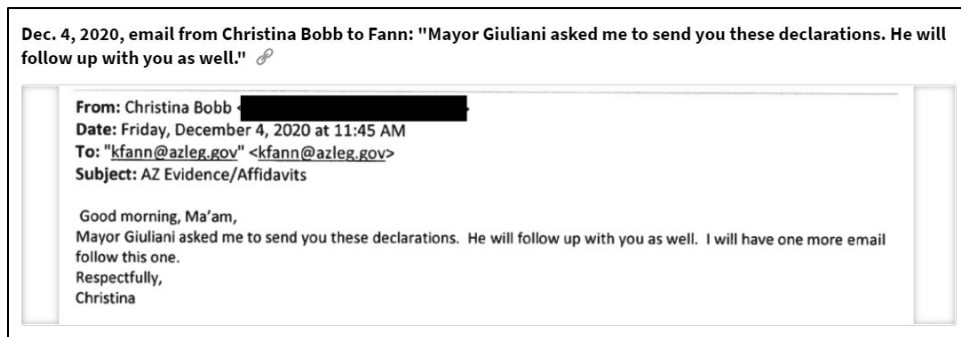 Dec. 4, 2020, email from Christina Bobb to Fann: "Mayor Giuliani asked me to send you these declarations. He will
follow up with you as well."
From: Christina Bobb <
Date: Friday, December 4, 2020 at 11:45 AM
To: "kfann@azleg.gov" <kfann@azleg.gov>
Subject: AZ Evidence/Affidavits
Good morning, Ma'am,
Mayor Giuliani asked me to send you these declarations.  He will follow up with you as well.  I will have one more email
follow this one.
Respectfully,
Christina